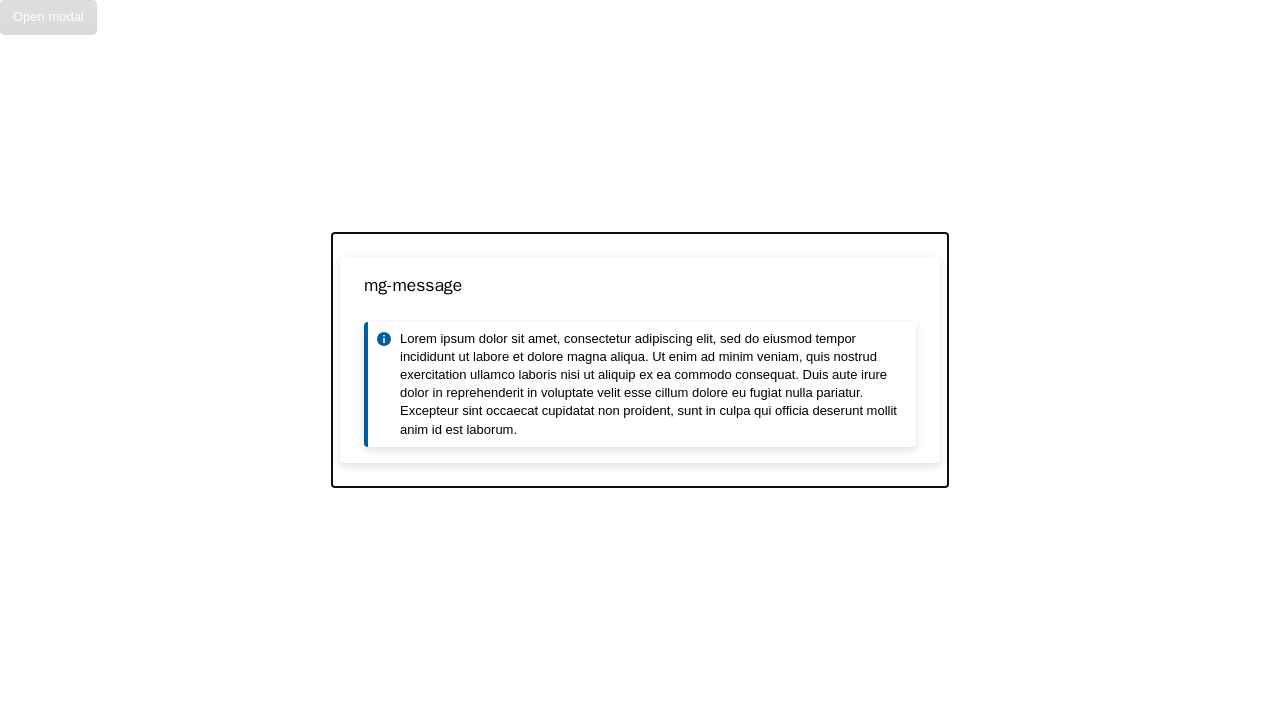 Open modal
mg-message
Lorem ipsum dolor sit amet, consectetur adipiscing elit, sed do eiusmod tempor
incididunt ut labore et dolore magna aliqua. Ut enim ad minim veniam, quis nostrud
exercitation ullamco laboris nisi ut aliquip ex ea commodo consequat. Duis aute irure
dolor in reprehenderit in voluptate velit esse cillum dolore eu fugiat nulla pariatur.
Excepteur sint occaecat cupidatat non proident, sunt in culpa qui officia deserunt mollit
anim id est laborum.